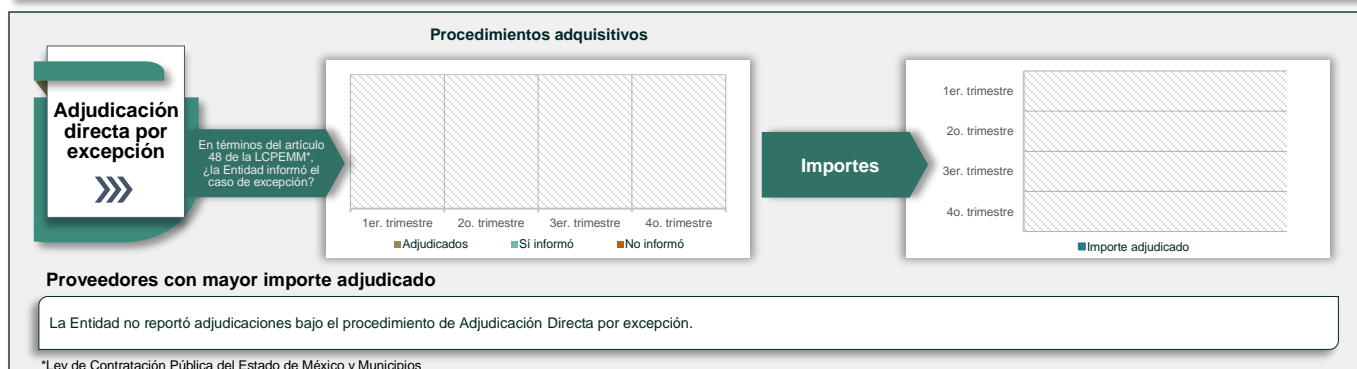 Procedimientos adquisitivos
Adjudicación
directa por
excepción
En términos del artículo
48 de la LCPEMM*,
¿la Entidad informó el
caso de excepción?
1er. trimestre 2o. trimestre 3er. trimestre 4o. trimestre
Adjudicados Sí informó No informó
Importes
1er. trimestre
2o. trimestre
3er. trimestre
4o. trimestre
Importe adjudicado
Proveedores con mayor importe adjudicado
La Entidad no reportó adjudicaciones bajo el procedimiento de Adjudicación Directa por excepción.
*Ley de Contratación Pública del Estado de México y Municipios